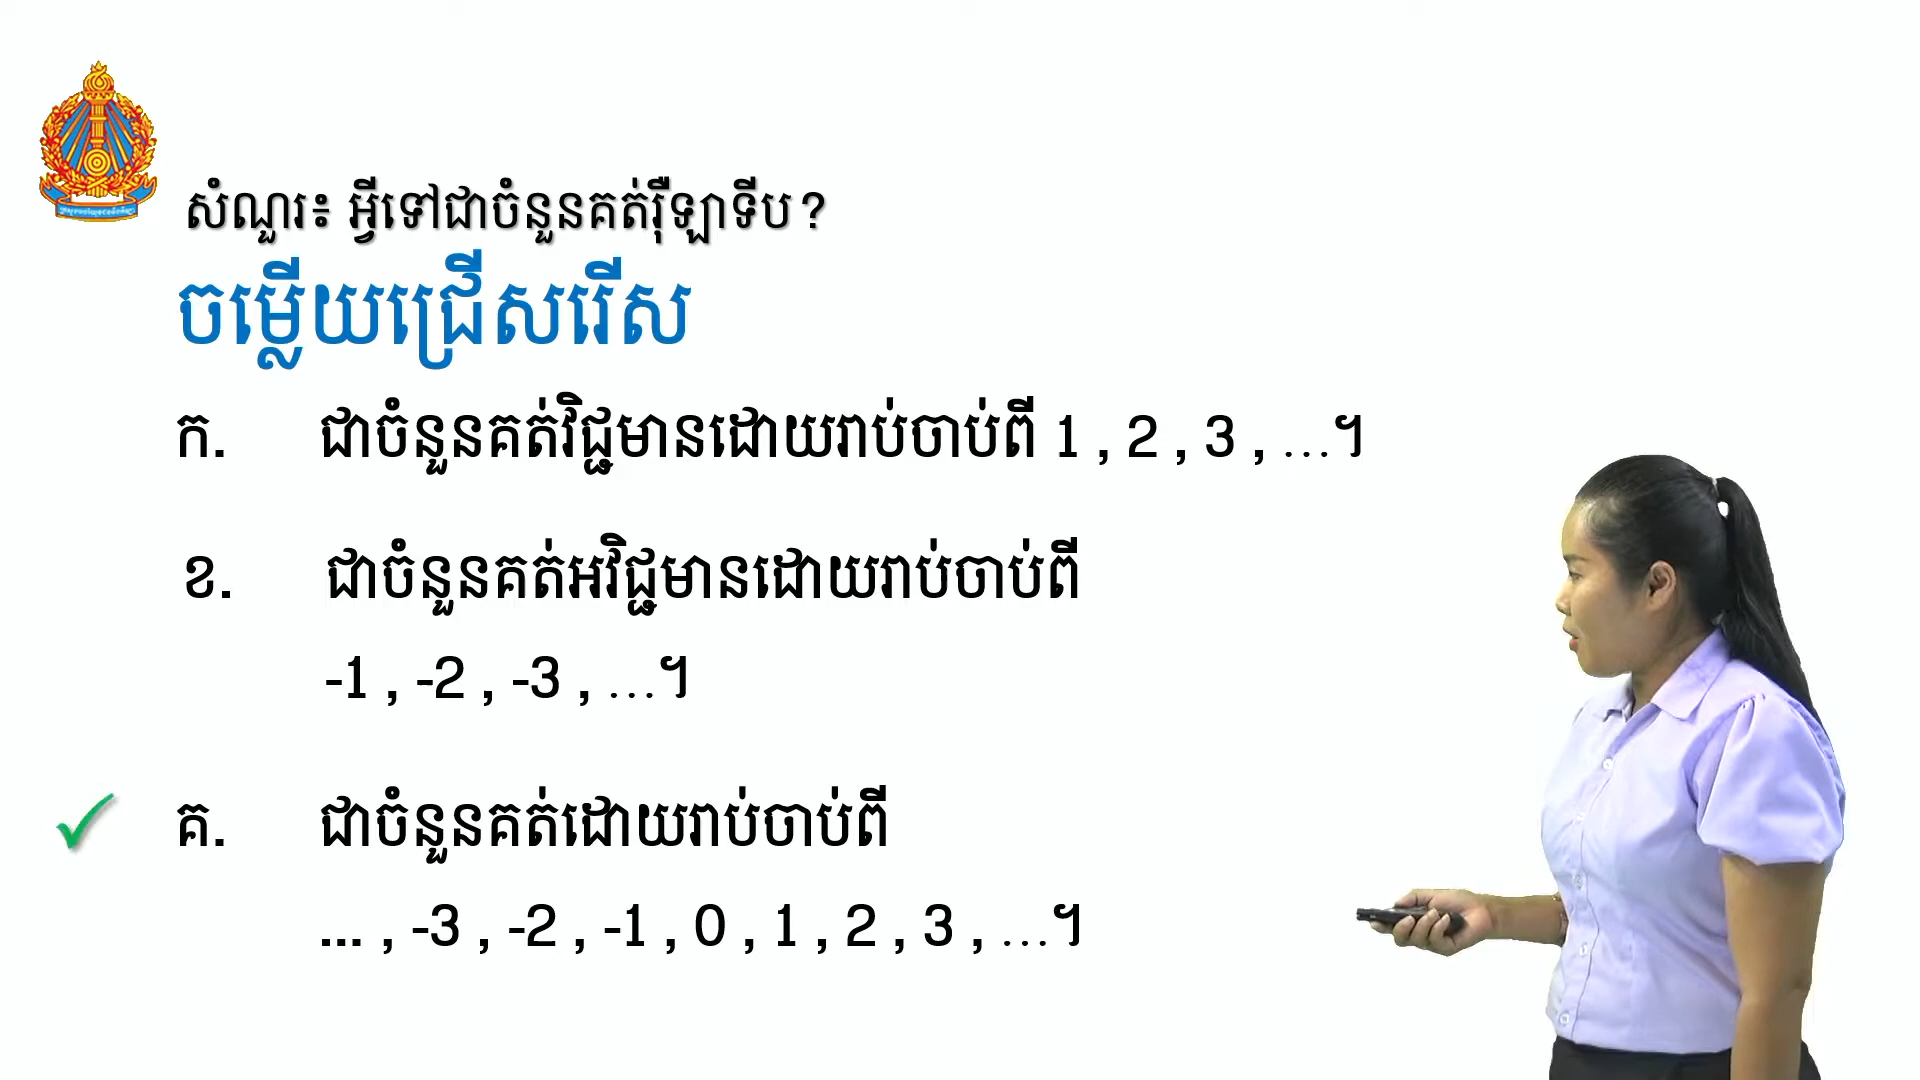 សំណួរ៖ អ្វីទៅជាចំនួនគត់រ៉ឺឡាទីប?
ចម្លើយជ្រើសរើស
ក. ជាចំនួនគត់វិជ្ជមានដោយរាប់ចាប់ពី 1 , 2 , 3 , ...។
ខ. ជាចំនួនគត់អវិជ្ជមានដោយរាប់ចាប់ពី
-1 , -2 , -3 , ...។
គ. ជាចំនួនគត់ដោយរាប់ចាប់ពី
... , -3 , -2 , -1 , 0 , 1 , 2 , 3 , ...។